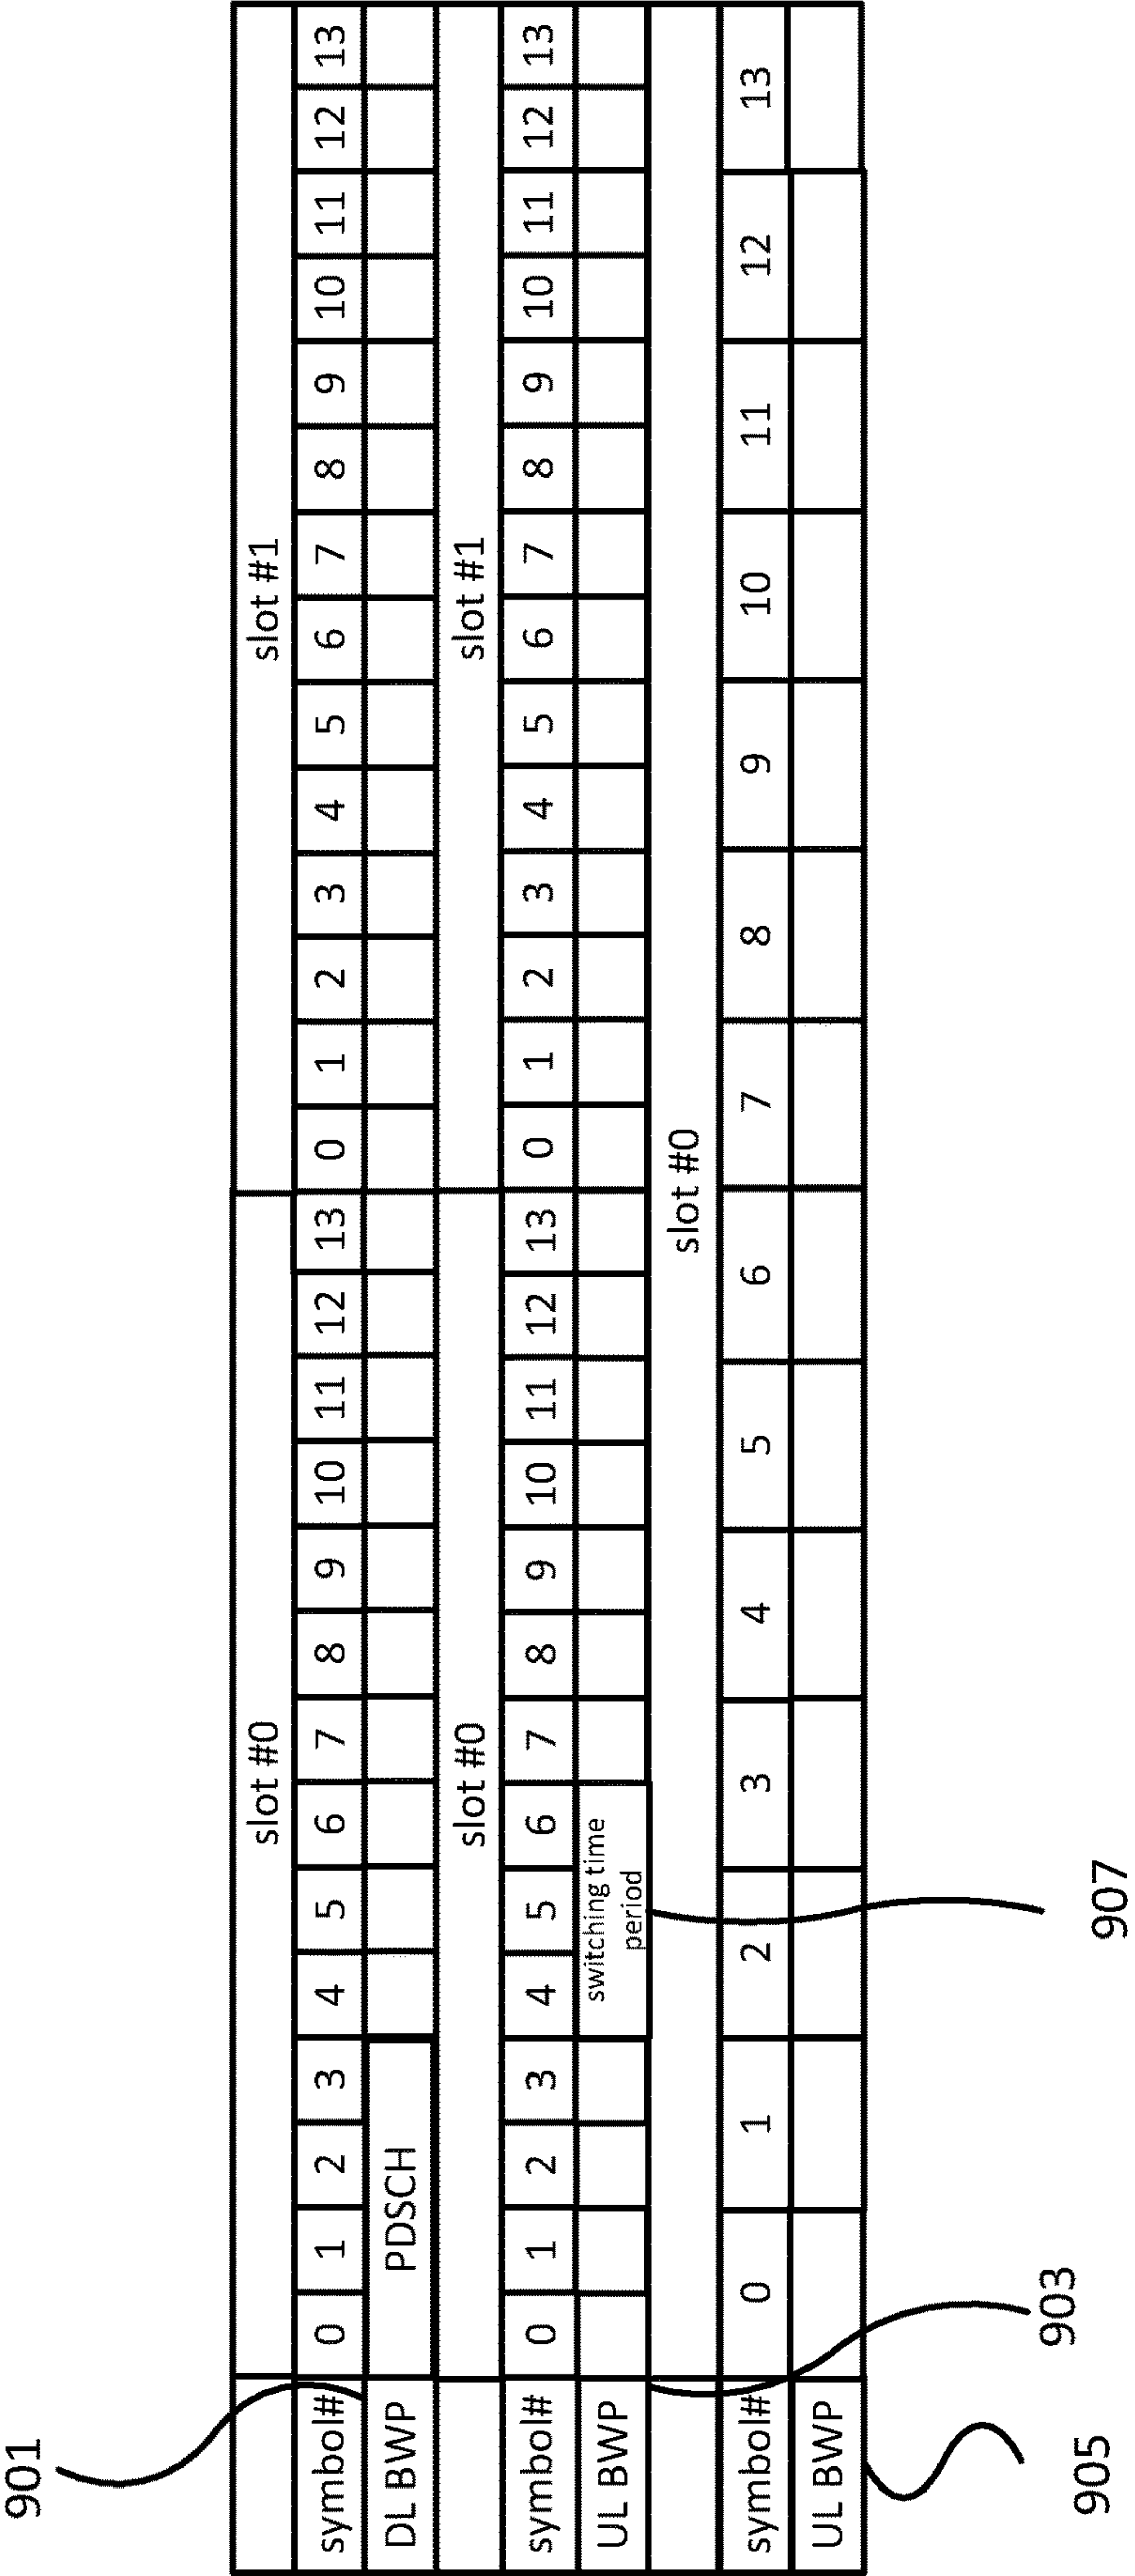 901
slot #0 slot #1
symbol# 0 1 2 3 4 5 6 7 8 9 10 11 12 13 0 1 2 3 4 5 6 7 8 9 10 11 12 13
DL BWP PDSCH
slot #0 slot #1
symbol# 0 1 2 3 4 5 6 7 8 9 10 11 12 13 0 1 2 3 4 5 6 7 8 9 10 11 12 13
UL BWP switching time
period
slot #0
symbol# 0 1 2 3 4 5 6 7 8 9 10 11 12 13
UL BWP
903
905
907